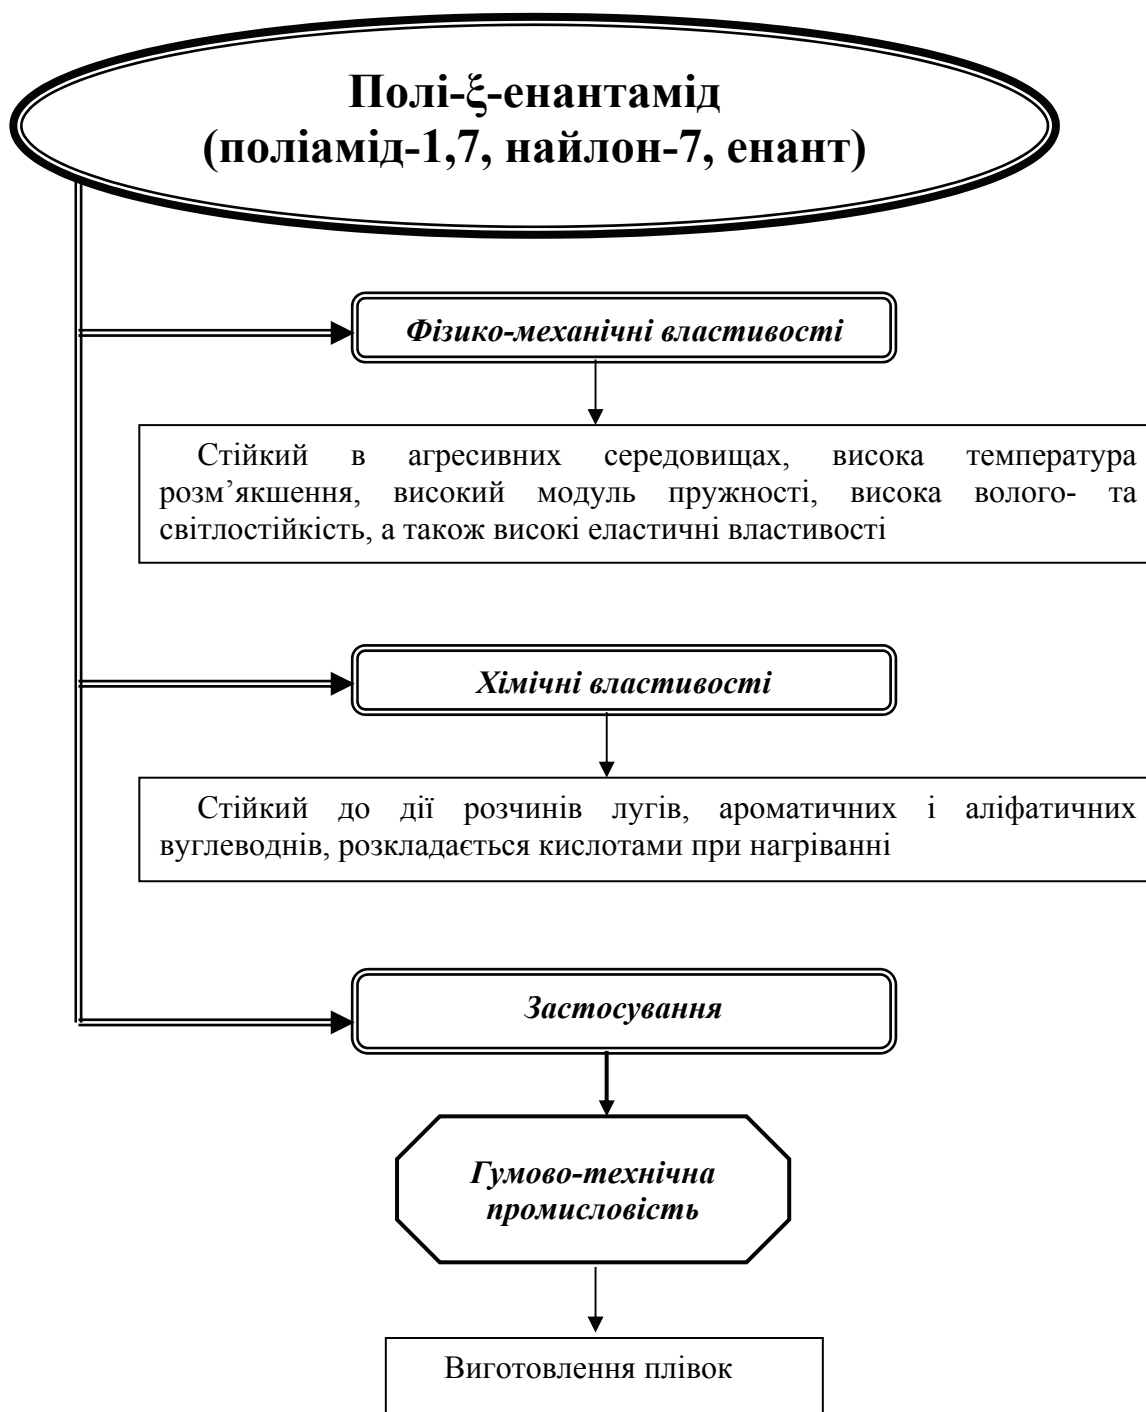 Полі-ξ-енантамід
(поліамід-1,7, найлон-7, енант)
Фізико-механічні властивості
Стійкий в агресивних середовищах, висока температура
розм’якшення, високий модуль пружності, висока волого- та
світлостійкість, а також високі еластичні властивості
Хімічні властивості
Стійкий до дії розчинів лугів, ароматичних і аліфатичних
вуглеводнів, розкладається кислотами при нагріванні
Застосування
Гумово-технічна
промисловість
Виготовлення плівок